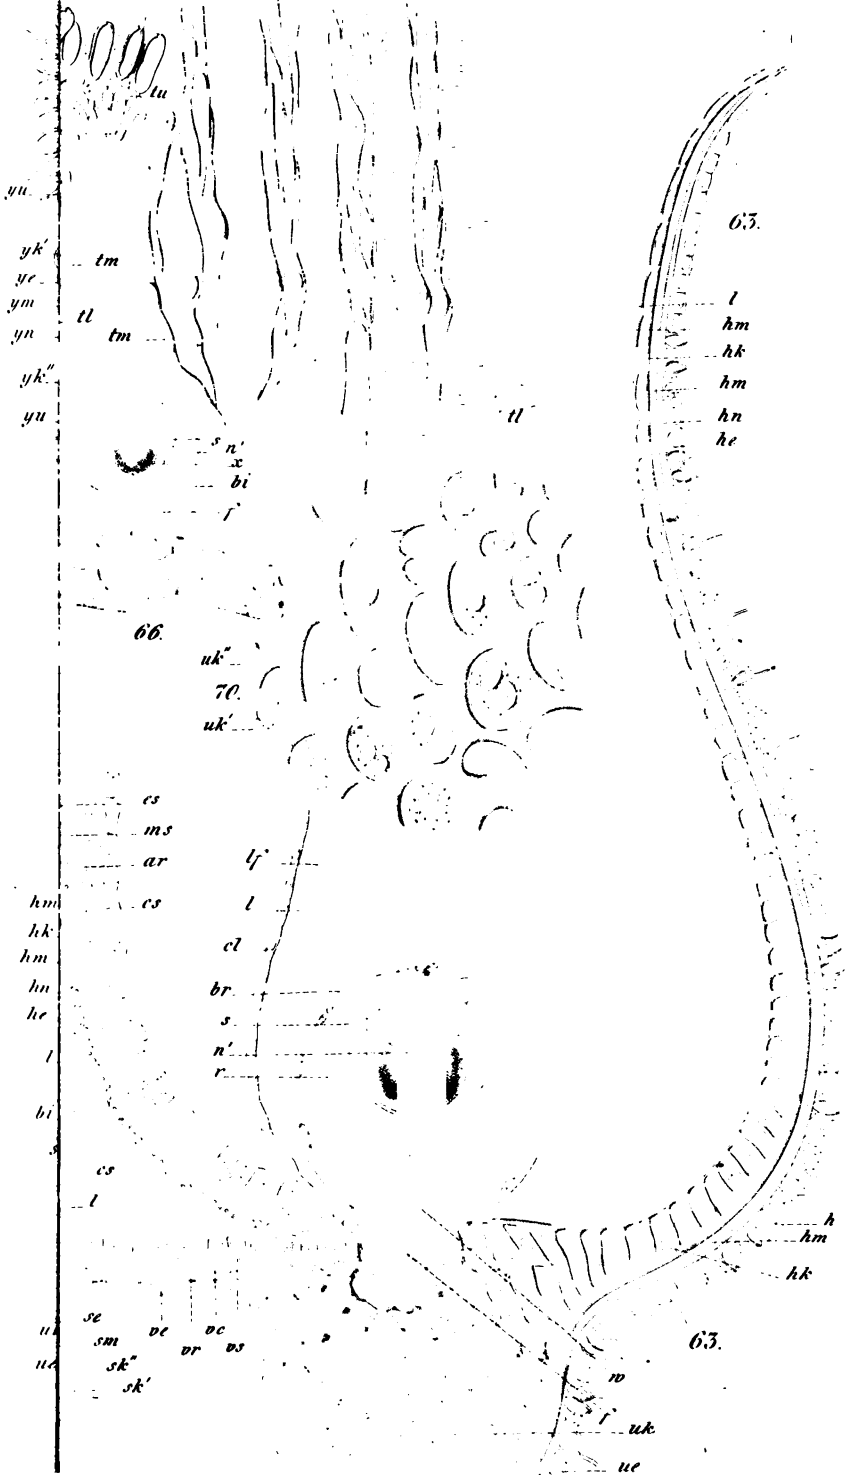 tu
yu
63.
yk'
tm
ye
ym
l
tl
hm
yn
tm
hk
yk"
hm
yu
tl
hn
s
he
n'
x
bi
f
66.
uk"
70.
uk'
cs
ms
ar
lf
hm
cs
l
hk
cl
hm
hn
br
he
s
n'
l
r
bi
s
cs
l
h
hm
hk
se
ve
vc
sm
vr
vs
63.
sk"
sk'
w
f
uk
ue